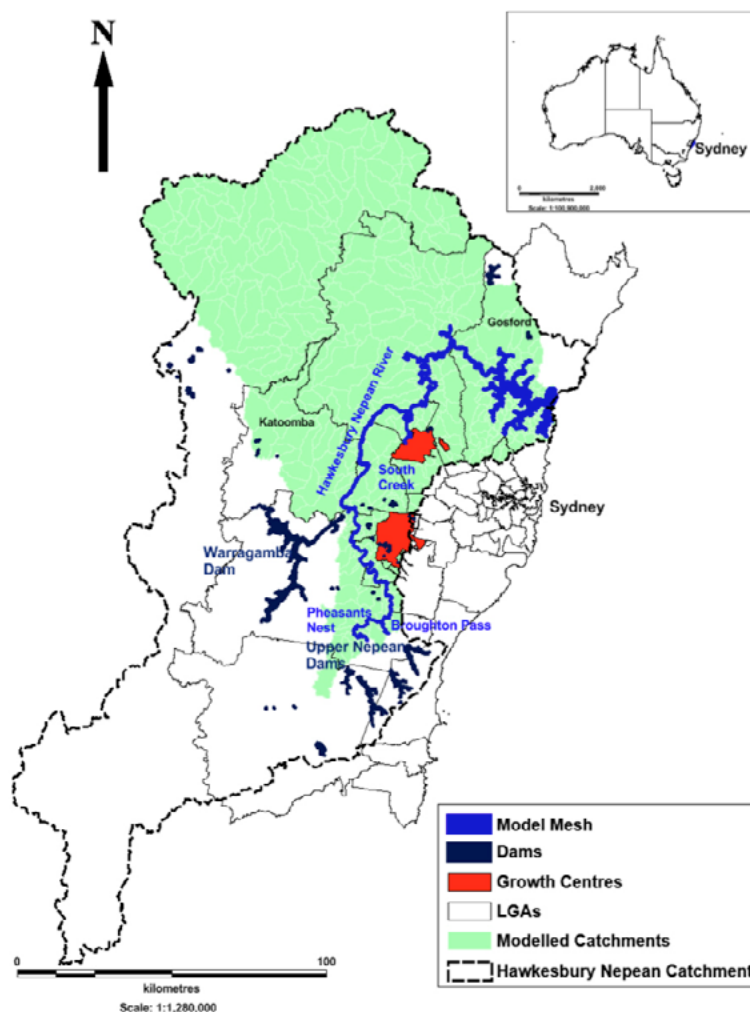 N
Sydney
0 2,000
kilometres
Scale: 1:100,900,000
Gosford
Hawkesbury Nepean River
Katoomba
South
Creek
Sydney
Warragamba
Dam
Pheasants
Nest
Broughton Pass
Upper Nepean
Dams
Model Mesh
Dams
Growth Centres
LGAs
Modelled Catchments
Hawkesbury Nepean Catchment
0 100
kilometres
Scale: 1:1,280,000